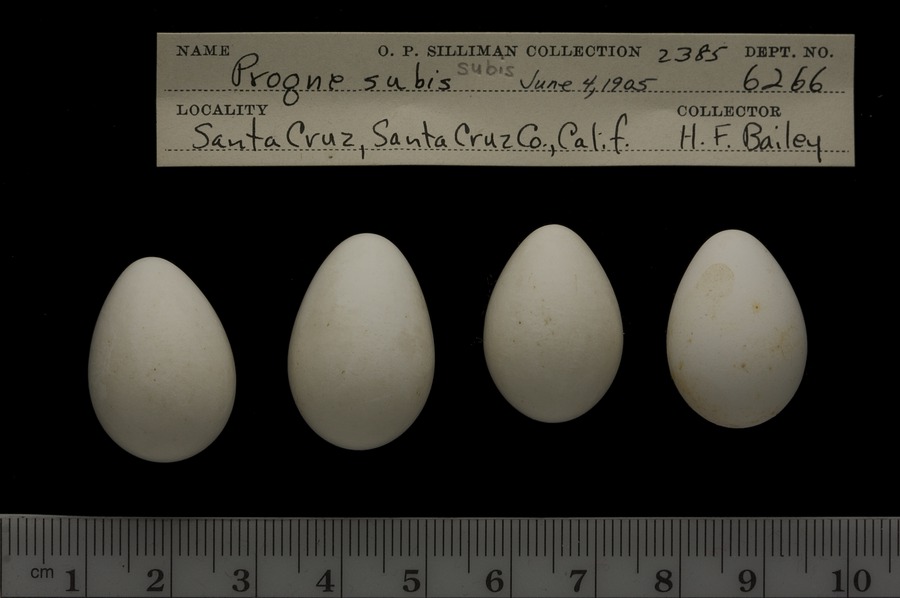 NAME O. P. SILLIMAN COLLECTION 2385 DEPT. NO.
Progne subis subis June 4, 1905 6266
LOCALITY COLLECTOR
Santa Cruz, Santa Cruz Co., Calif. H. F. Bailey
cm 1 2 3 4 5 6 7 8 9 10